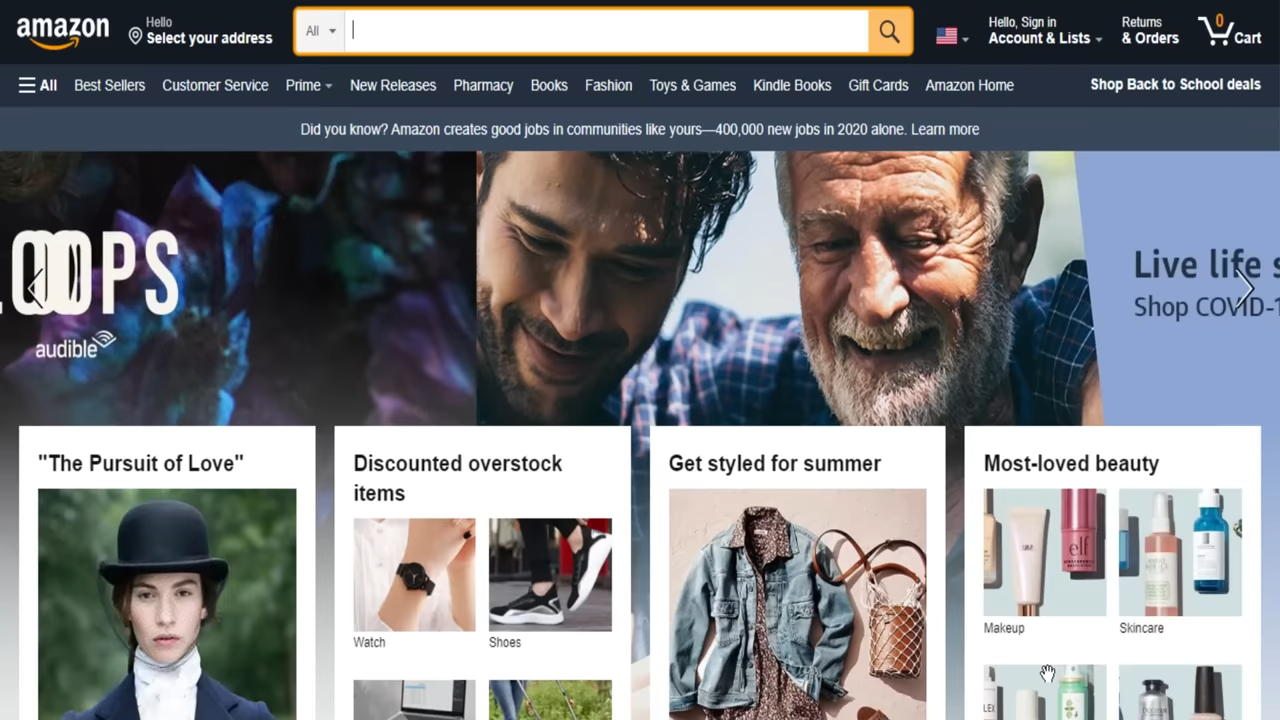 amazon
Hello
Select your address
All
Hello, Sign in
Account & Lists
Returns
& Orders
0
Cart
All
Best Sellers
Customer Service
Prime
New Releases
Pharmacy
Books
Fashion
Toys & Games
Kindle Books
Gift Cards
Amazon Home
Shop Back to School deals
Did you know? Amazon creates good jobs in communities like yours—400,000 new jobs in 2020 alone. Learn more
OOPS
audible
Live life s
Shop COVID-1
"The Pursuit of Love"
Discounted overstock
items
Get styled for summer
Most-loved beauty
elf
Watch
Shoes
Makeup
Skincare